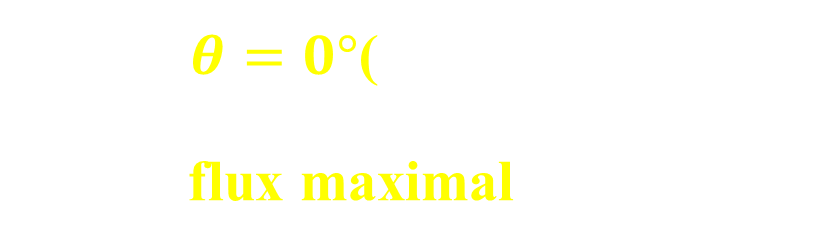 θ = 0°(
flux maximal